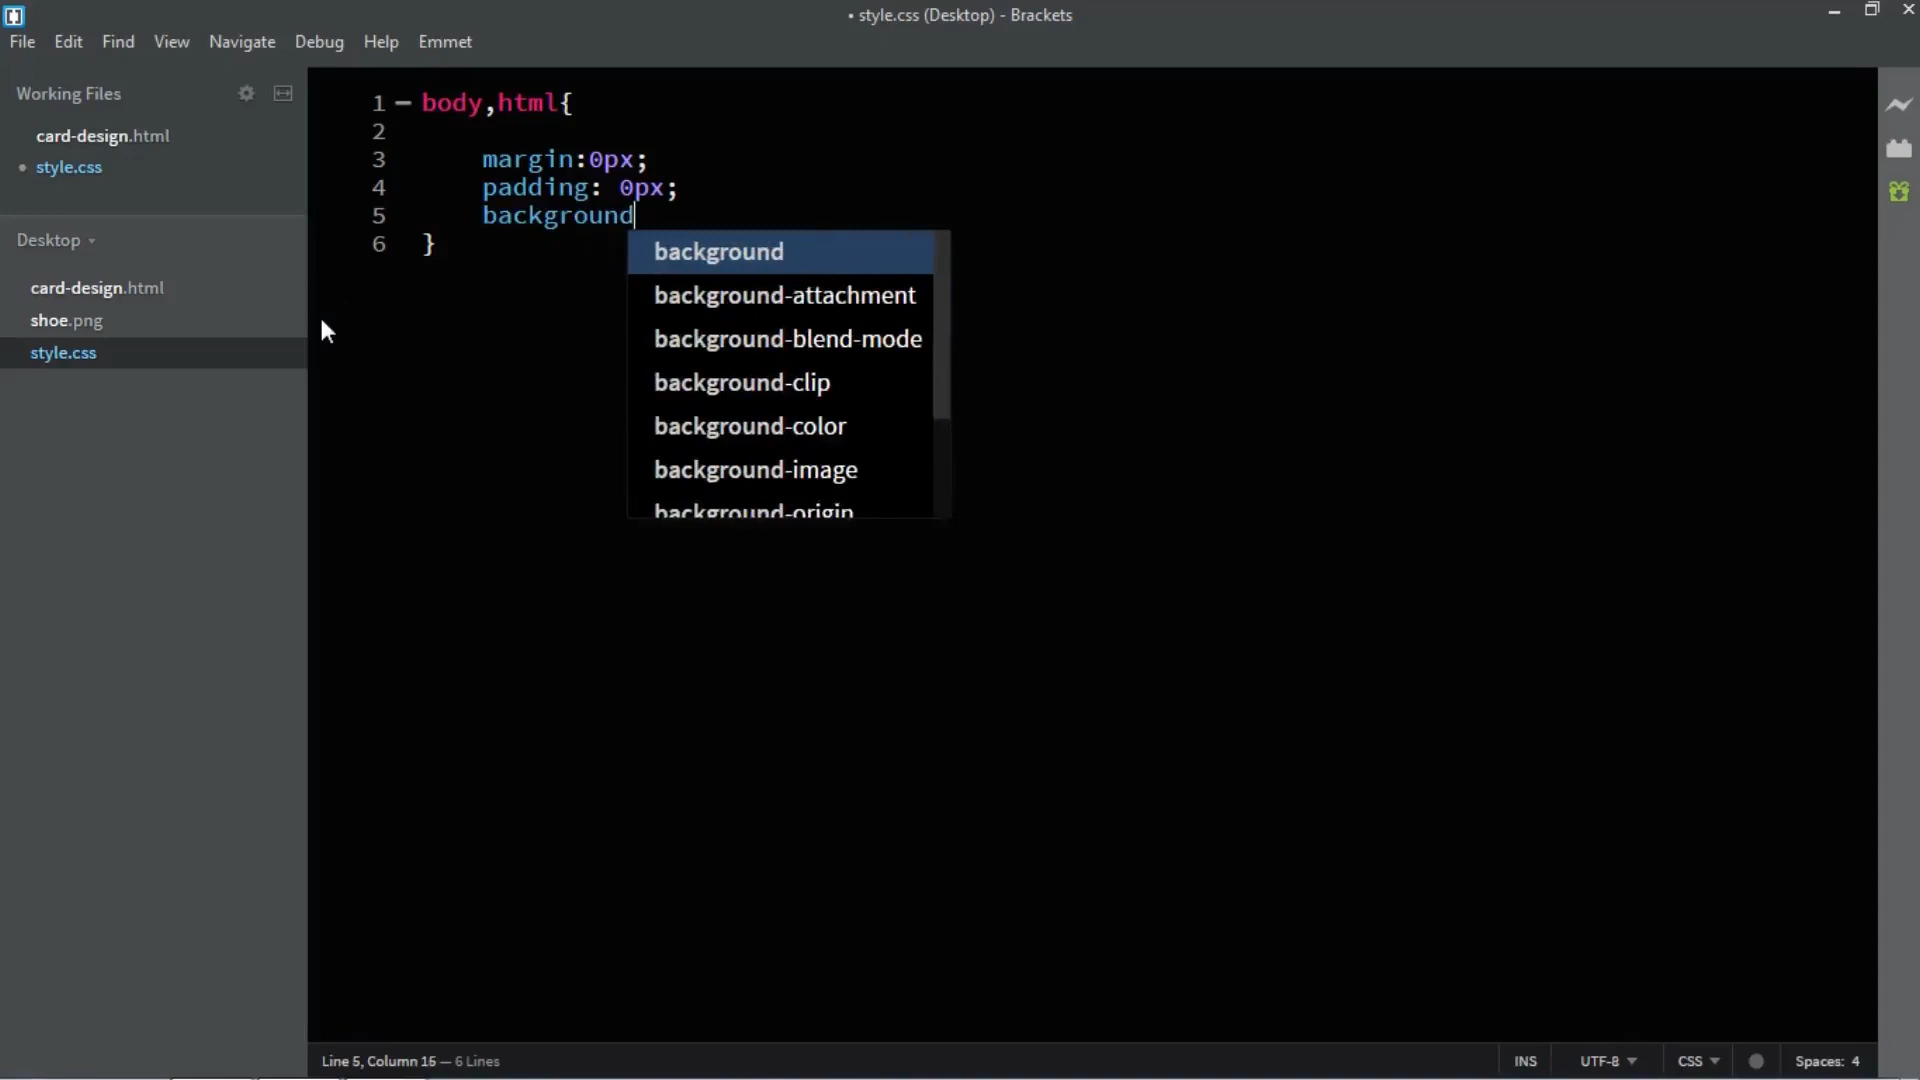 • style.css (Desktop) - Brackets
File Edit Find View Navigate Debug Help Emmet
Working Files
card-design.html
• style.css
Desktop
card-design.html
shoe.png
style.css
1 body,html{
2
3 margin:0px;
4 padding: 0px;
5 background
6 }
background
background-attachment
background-blend-mode
background-clip
background-color
background-image
background-origin
Line 5, Column 15 — 6 Lines
INS UTF-8 CSS Spaces: 4